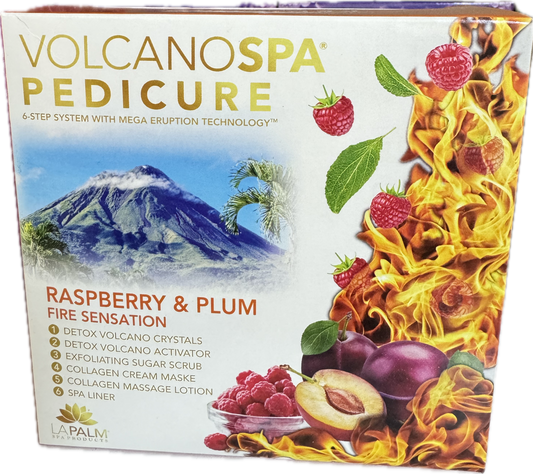 VOLCANOSPA®
PEDICURE
6-STEP SYSTEM WITH MEGA ERUPTION TECHNOLOGY™
RASPBERRY & PLUM
FIRE SENSATION
1 DETOX VOLCANO CRYSTALS
2 DETOX VOLCANO ACTIVATOR
3 EXFOLIATING SUGAR SCRUB
4 COLLAGEN CREAM MASKE
5 COLLAGEN MASSAGE LOTION
6 SPA LINER
LA PALM®
SPA PRODUCTS